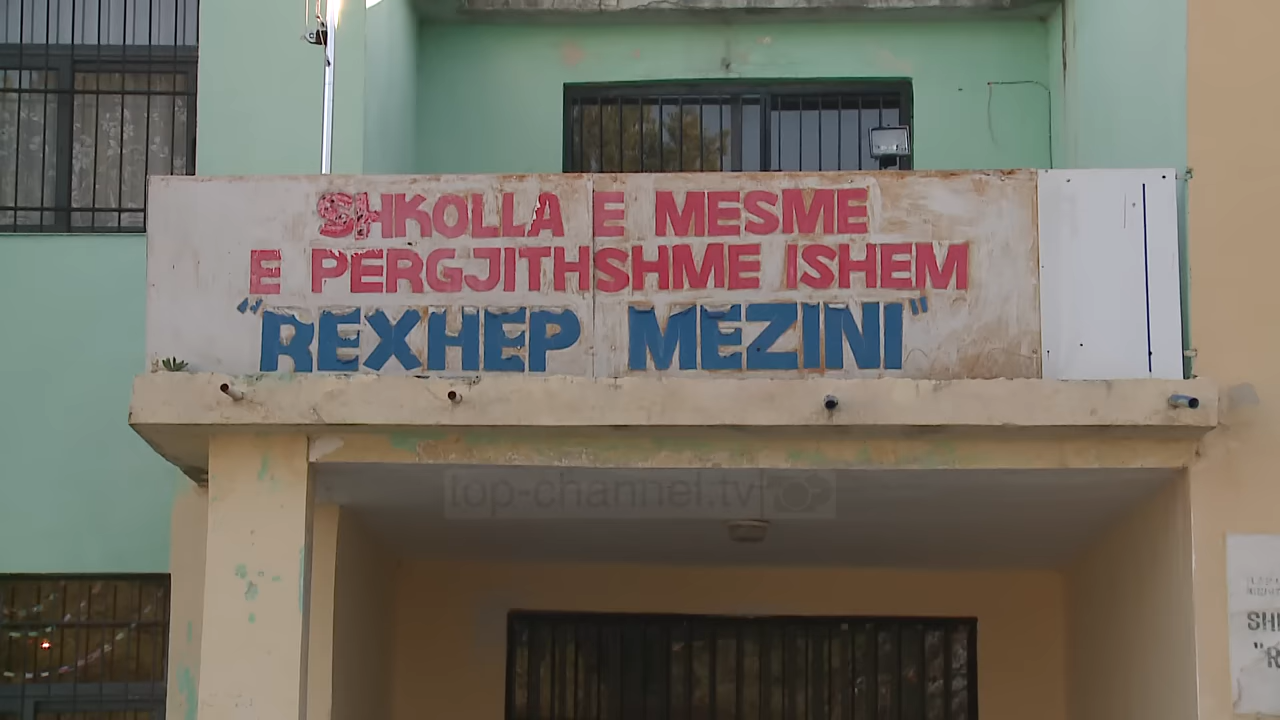 SHKOLLA E MESME
E PERGJITHSHME ISHEM
"REXHEP MEZINI"
top-channel.tv